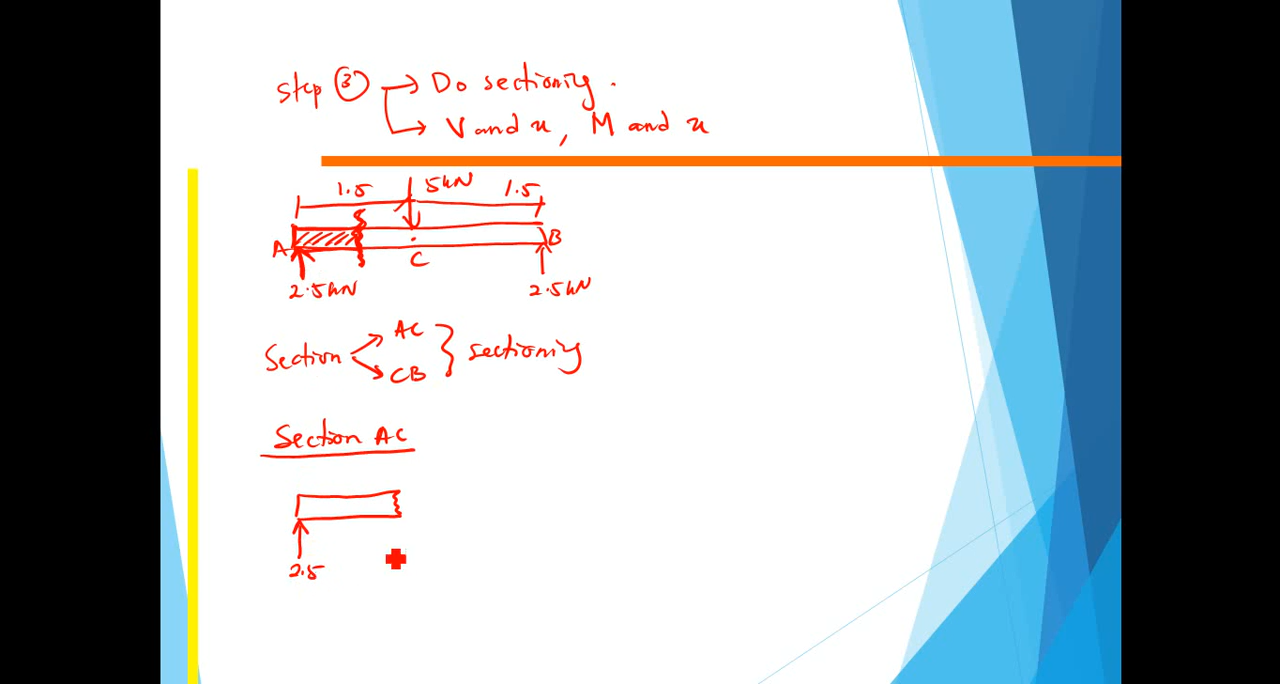 Step ③ → Do sectioning.
→ V and x, M and x
1.5 5kN 1.5
A B
C
2.5kN 2.5kN
Section AC
CB } sectioning
Section AC
2.5